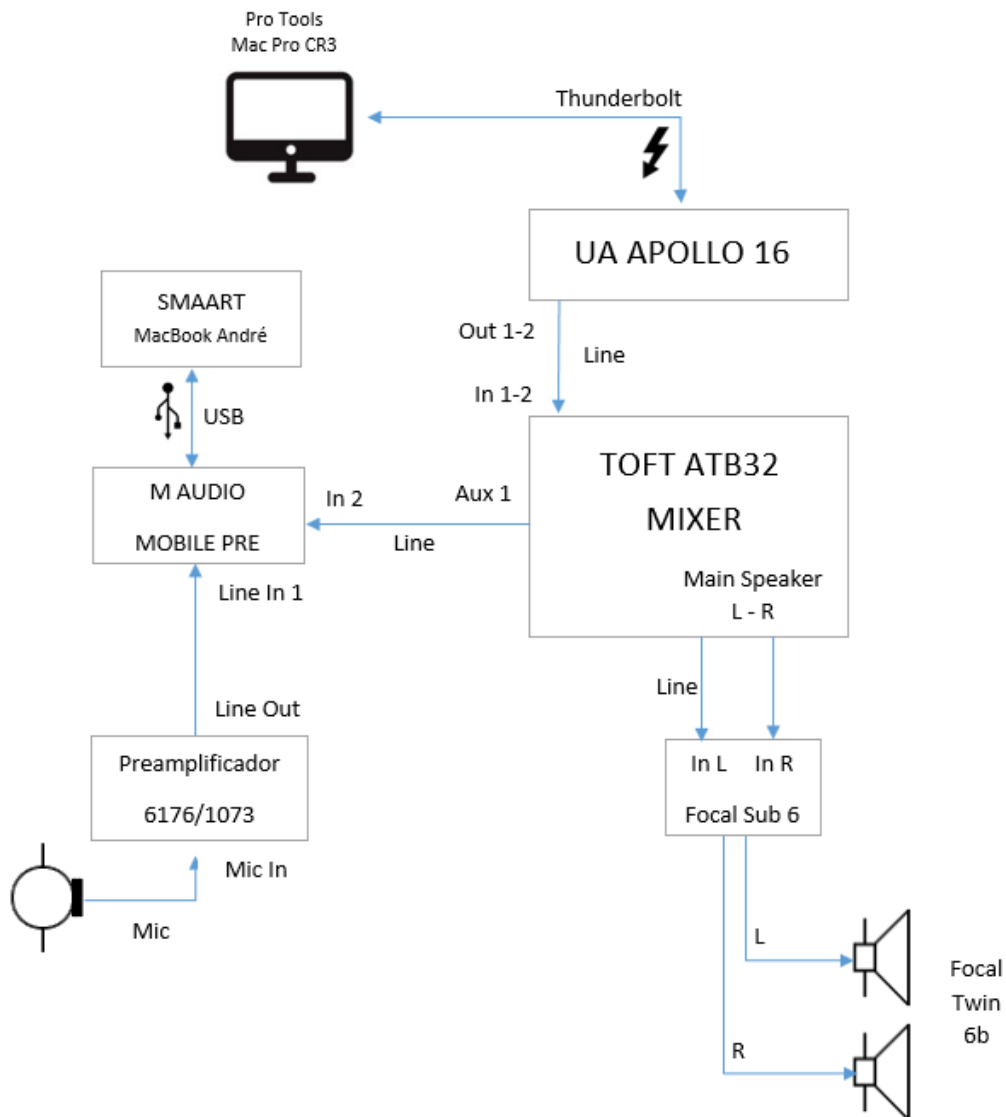 Pro Tools
Mac Pro CR3
Thunderbolt
UA APOLLO 16
SMAART
MacBook André
Out 1-2
Line
In 1-2
USB
TOFT ATB32
MIXER
M AUDIO
MOBILE PRE
In 2
Aux 1
Line
Main Speaker
L - R
Line In 1
Line
Line Out
Preamplificador
6176/1073
In L
In R
Focal Sub 6
Mic In
Mic
L
R
Focal
Twin
6b